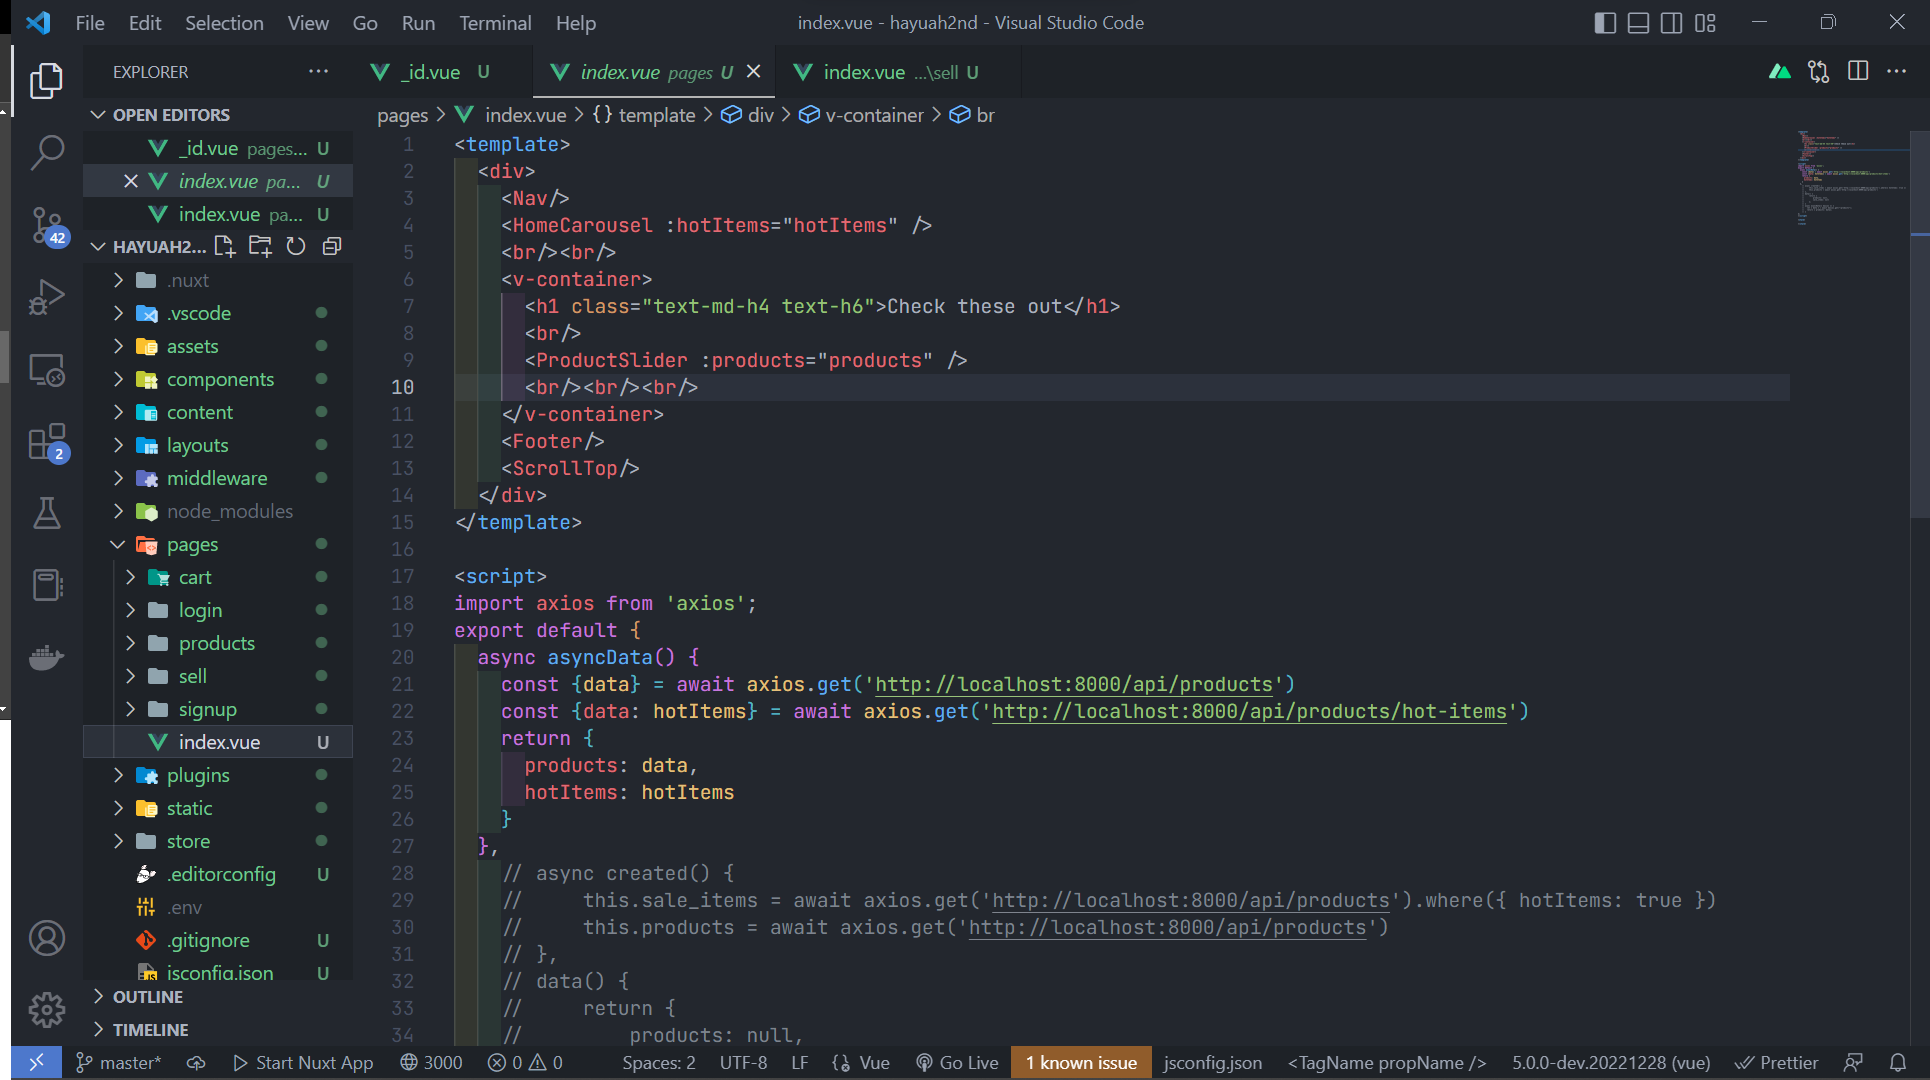 File Edit Selection View Go Run Terminal Help
index.vue - hayuah2nd - Visual Studio Code
EXPLORER
_id.vue U
index.vue pages U
index.vue ...\sell U
OPEN EDITORS
_id.vue pages... U
index.vue pa... U
index.vue pa... U
HAYUAH2...
.nuxt
.vscode
assets
components
content
layouts
middleware
node_modules
pages
cart
login
products
sell
signup
index.vue U
plugins
static
store
.editorconfig U
.env
.gitignore U
jsconfig.json U
OUTLINE
TIMELINE
42
2
pages > index.vue > {} template > div > v-container > br
1 <template>
2 <div>
3 <Nav/>
4 <HomeCarousel :hotItems="hotItems" />
5 <br/><br/>
6 <v-container>
7 <h1 class="text-md-h4 text-h6">Check these out</h1>
8 <br/>
9 <ProductSlider :products="products" />
10 <br/><br/><br/>
11 </v-container>
12 <Footer/>
13 <ScrollTop/>
14 </div>
15 </template>
16
17 <script>
18 import axios from 'axios';
19 export default {
20 async asyncData() {
21 const {data} = await axios.get('http://localhost:8000/api/products')
22 const {data: hotItems} = await axios.get('http://localhost:8000/api/products/hot-items')
23 return {
24 products: data,
25 hotItems: hotItems
26 }
27 },
28 // async created() {
29 // this.sale_items = await axios.get('http://localhost:8000/api/products').where({ hotItems: true })
30 // this.products = await axios.get('http://localhost:8000/api/products')
31 // },
32 // data() {
33 // return {
34 // products: null,
master* Start Nuxt App 3000 0 0 Spaces: 2 UTF-8 LF {} Vue Go Live 1 known issue jsconfig.json <TagName propName /> 5.0.0-dev.20221228 (vue) Prettier